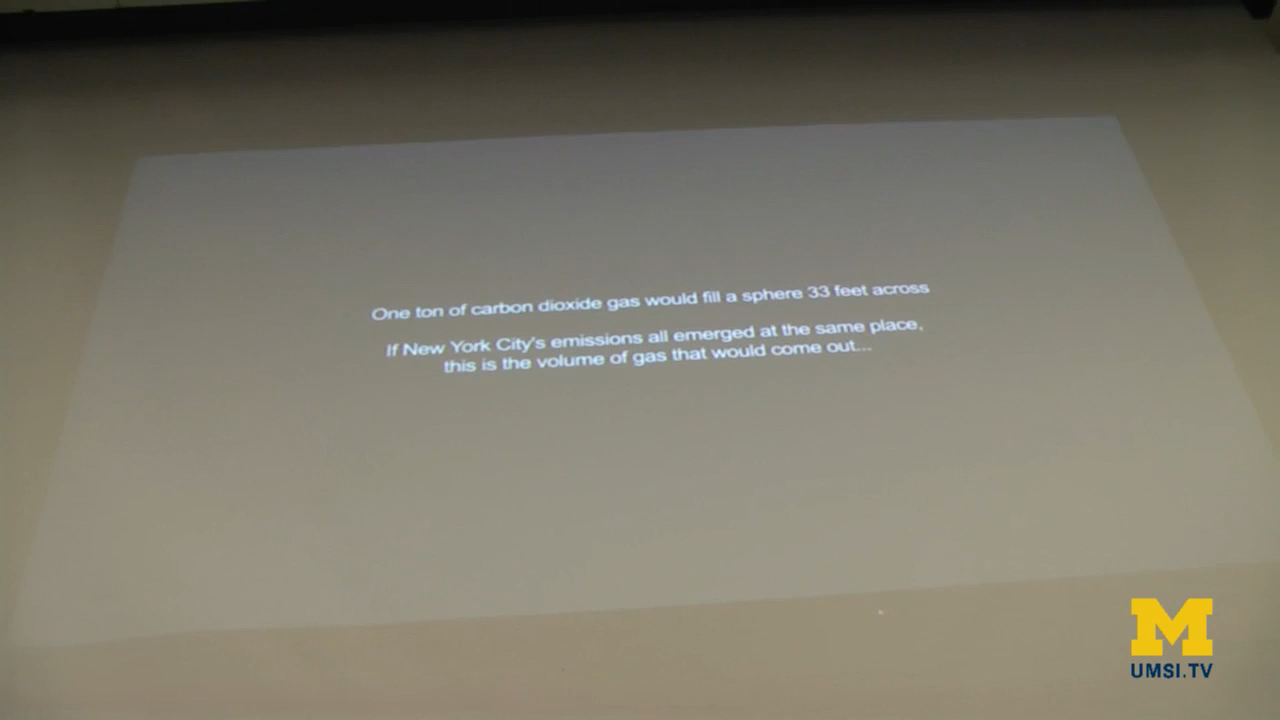 One ton of carbon dioxide gas would fill a sphere 33 feet across
If New York City's emissions all emerged at the same place,
this is the volume of gas that would come out...
M
UMSI.TV